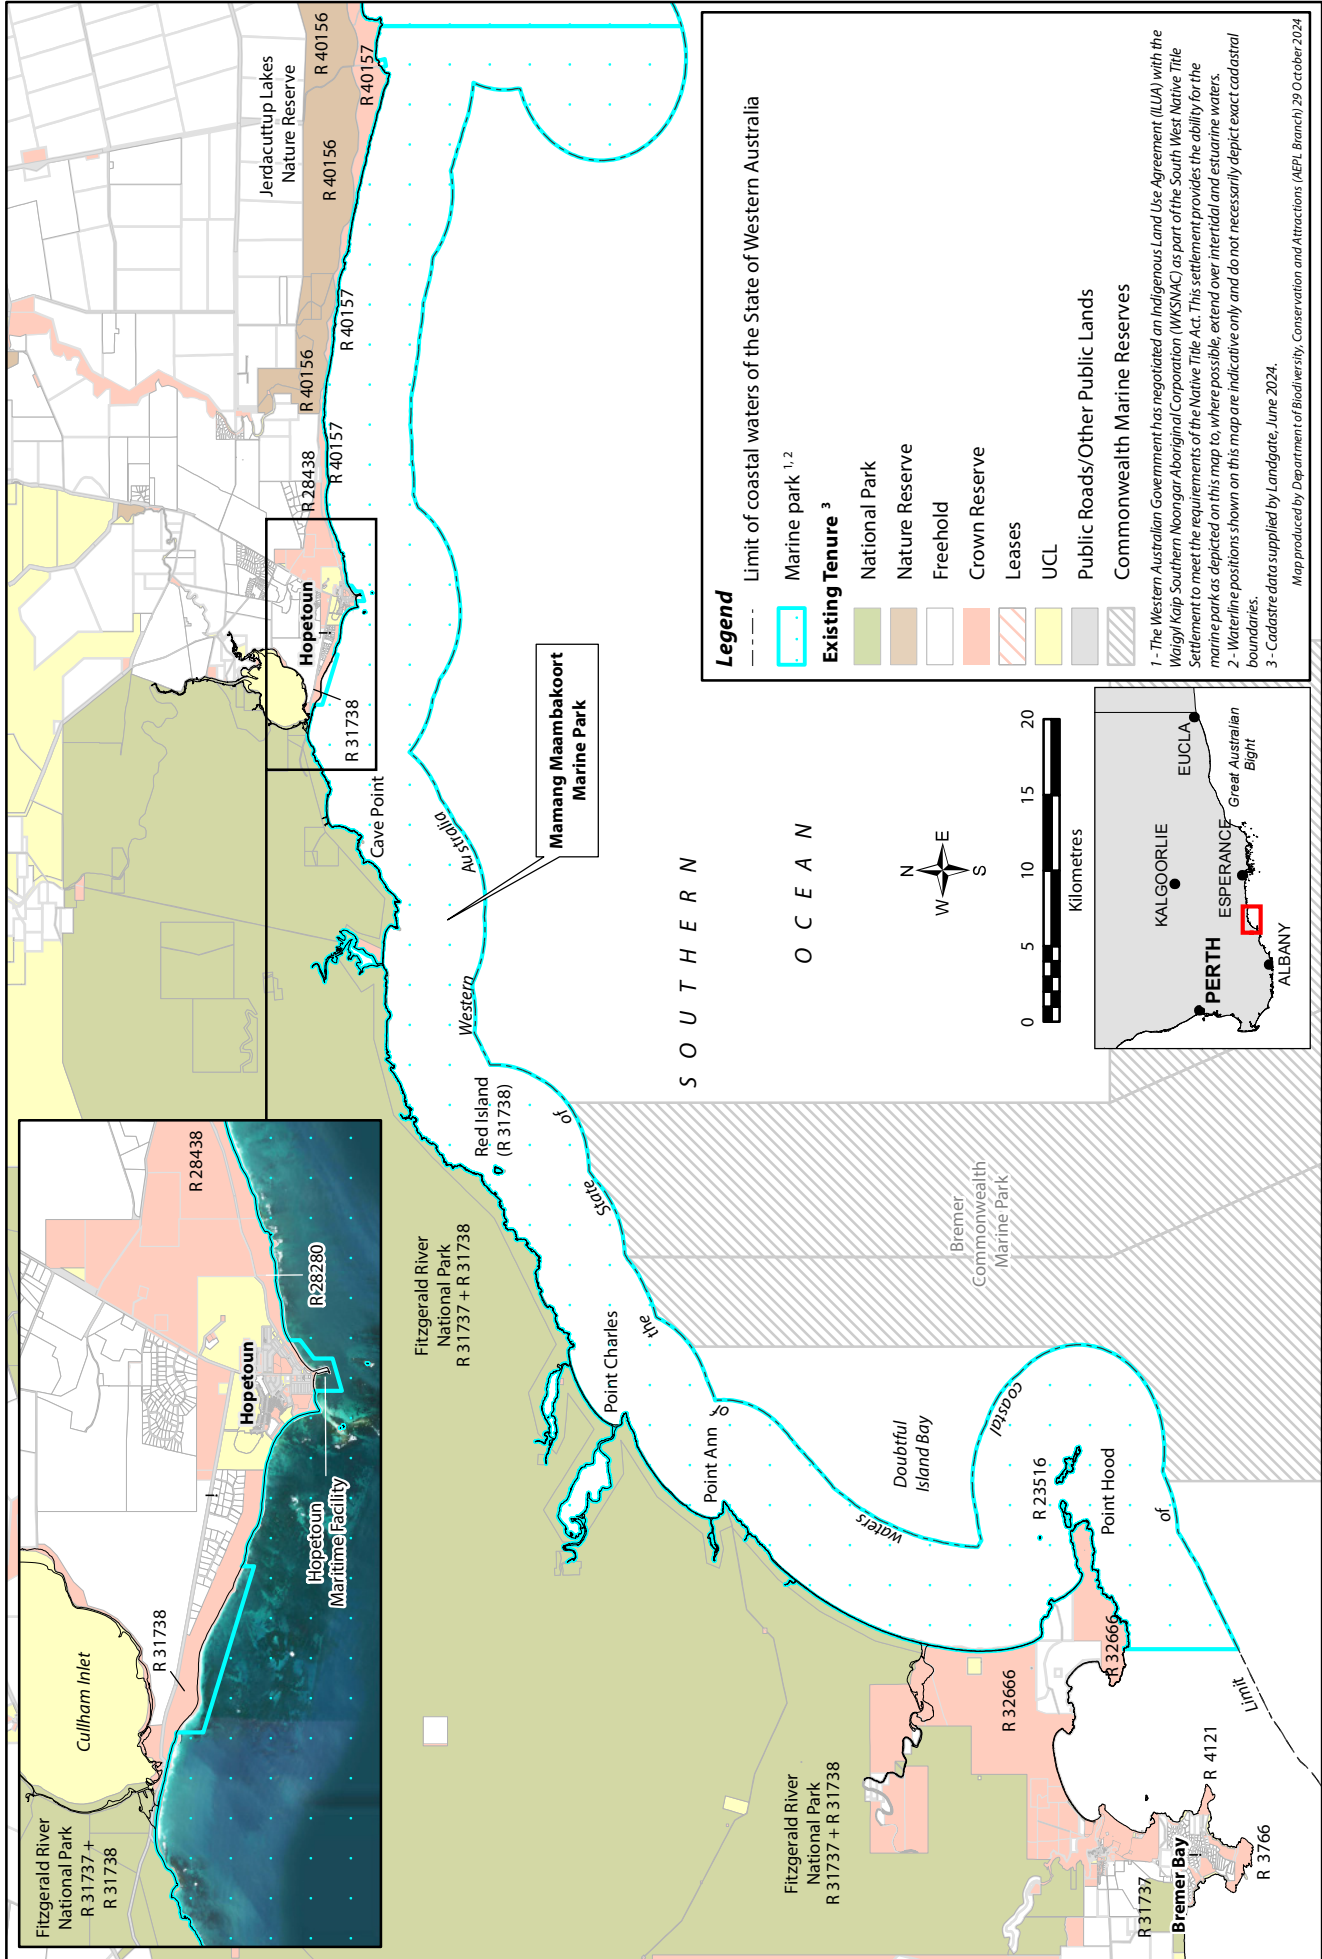 Fitzgerald River
National Park
R 31737 +
R 31738
Cullham Inlet
R 31738
Hopetoun
Maritime Facility
Hopetoun
R 28280
R 28438
Jerdacuttup Lakes
Nature Reserve
R 40156
R 40156
R 40156
R 40157
R 40157
R 40157
R 28438
Hopetoun
R 31738
Cave Point
Mamang Maambakoort
Marine Park
Fitzgerald River
National Park
R 31737 + R 31738
Red Island
(R 31738)
Point Charles
Point Ann
Doubtful
Island Bay
R 23516
Point Hood
Fitzgerald River
National Park
R 31737 + R 31738
R 32666
R 32666
R 31737
Bremer Bay
R 4121
R 3766
Limit
of
coastal
waters
of
the
State
of
Western
Australia
Bremer
Commonwealth
Marine Park
SOUTHERN
OCEAN
N
W
E
S
0
5
10
15
20
Kilometres
KALGOORLIE
PERTH
ESPERANCE
EUCLA
ALBANY
Great Australian
Bight
Legend
Limit of coastal waters of the State of Western Australia
Marine park 1, 2
Existing Tenure 3
National Park
Nature Reserve
Freehold
Crown Reserve
Leases
UCL
Public Roads/Other Public Lands
Commonwealth Marine Reserves
1 - The Western Australian Government has negotiated an Indigenous Land Use Agreement (ILUA) with the
Waigyl Kaip Southern Noongar Aboriginal Corporation (WKSNAC) as part of the South West Native Title
Settlement to meet the requirements of the Native Title Act. This settlement provides the ability for the
marine park as depicted on this map to, where possible, extend over intertidal and estuarine waters.
2 - Waterline positions shown on this map are indicative only and do not necessarily depict exact cadastral
boundaries.
3 - Cadastre data supplied by Landgate, June 2024.
Map produced by Department of Biodiversity, Conservation and Attractions (AEPL Branch) 29 October 2024